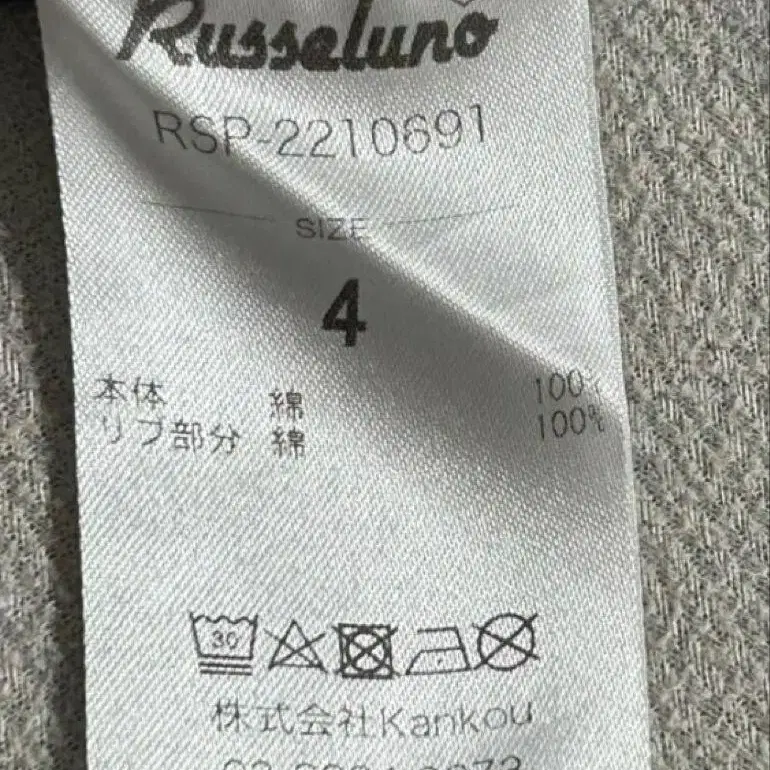 Russeluno
RSP-2210691
SIZE
4
本体 綿 100%
リブ部分 綿 100%
30
株式会社Kankou